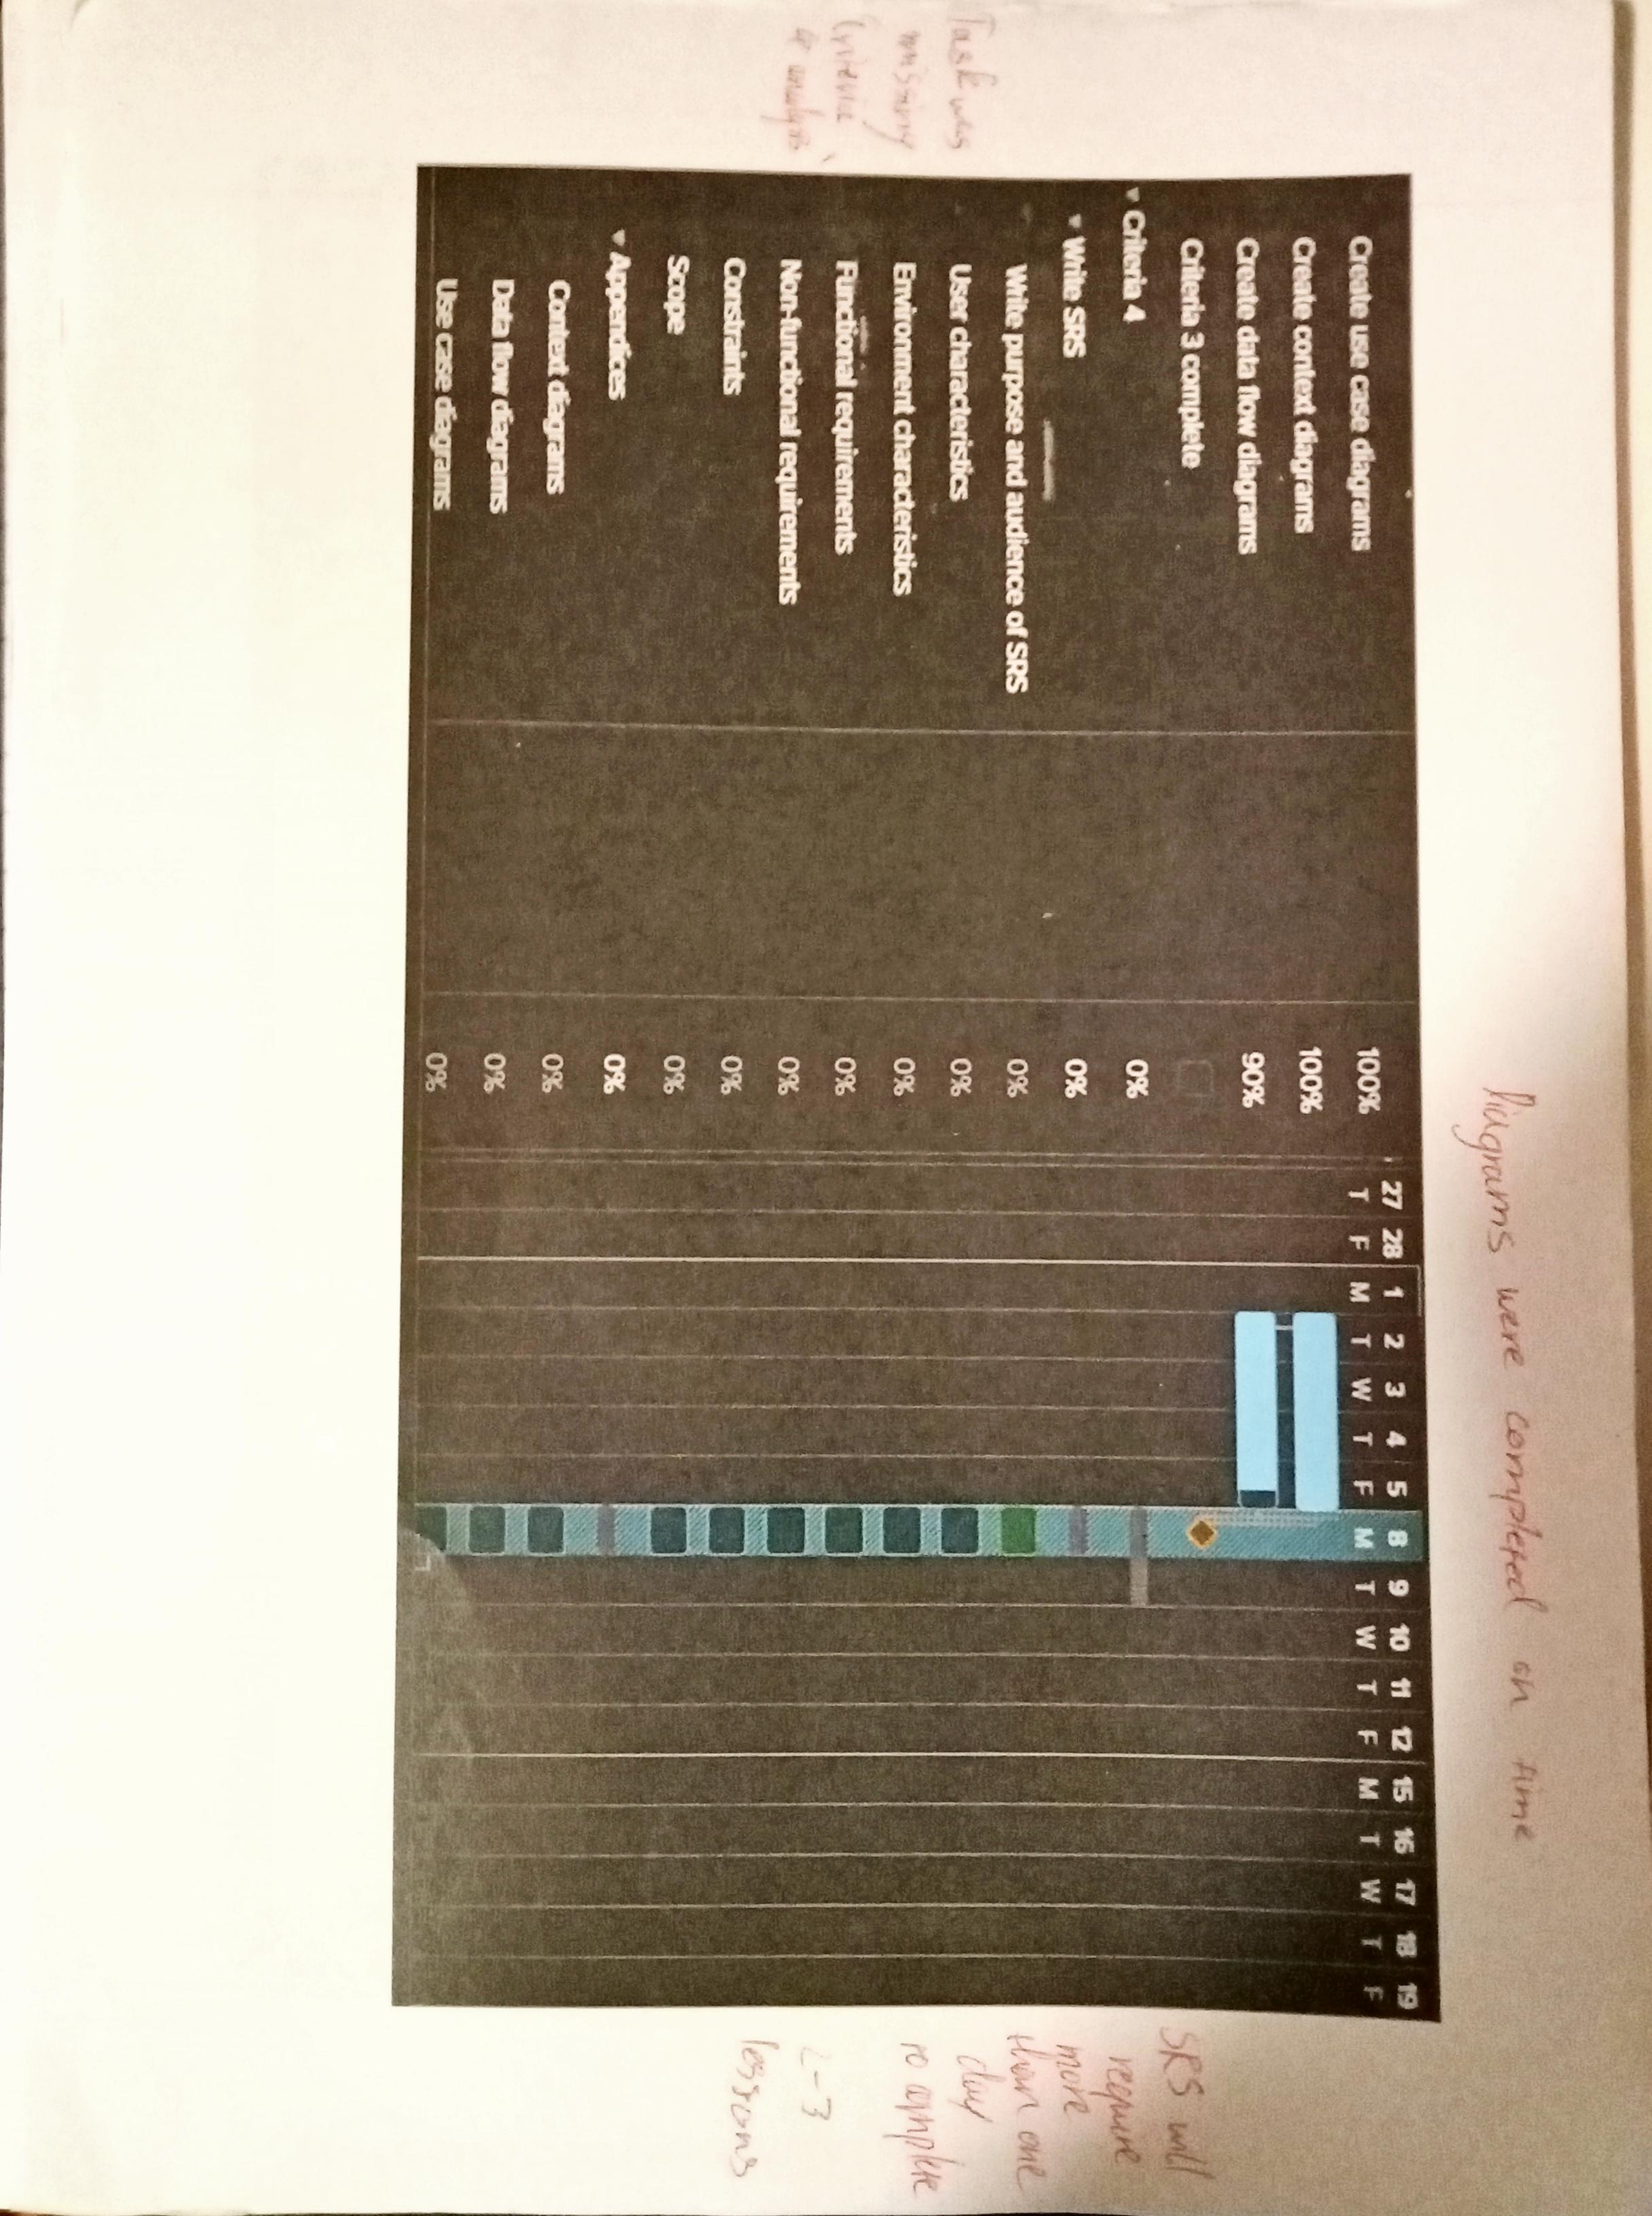 Diagrams were completed on time
27 28 1 2 3 4 5 8 9 10 11 12 15 16 17 18 19
T F M T W T F M T W T F M T W T F
Create use case diagrams 100%
Create context diagrams 100%
Create data flow diagrams 90%
Criteria 3 complete
Criteria 4 0%
Write SRS 0%
Write purpose and audience of SRS 0%
User characteristics 0%
Environment characteristics 0%
Functional requirements 0%
Non-functional requirements 0%
Constraints 0%
Scope 0%
Appendices 0%
Context diagrams 0%
Data flow diagrams 0%
Use case diagrams 0%
Task was
missing
Criteria
4 analysis
SRS will
require
more
than one
day
to complete
2-3
lessons